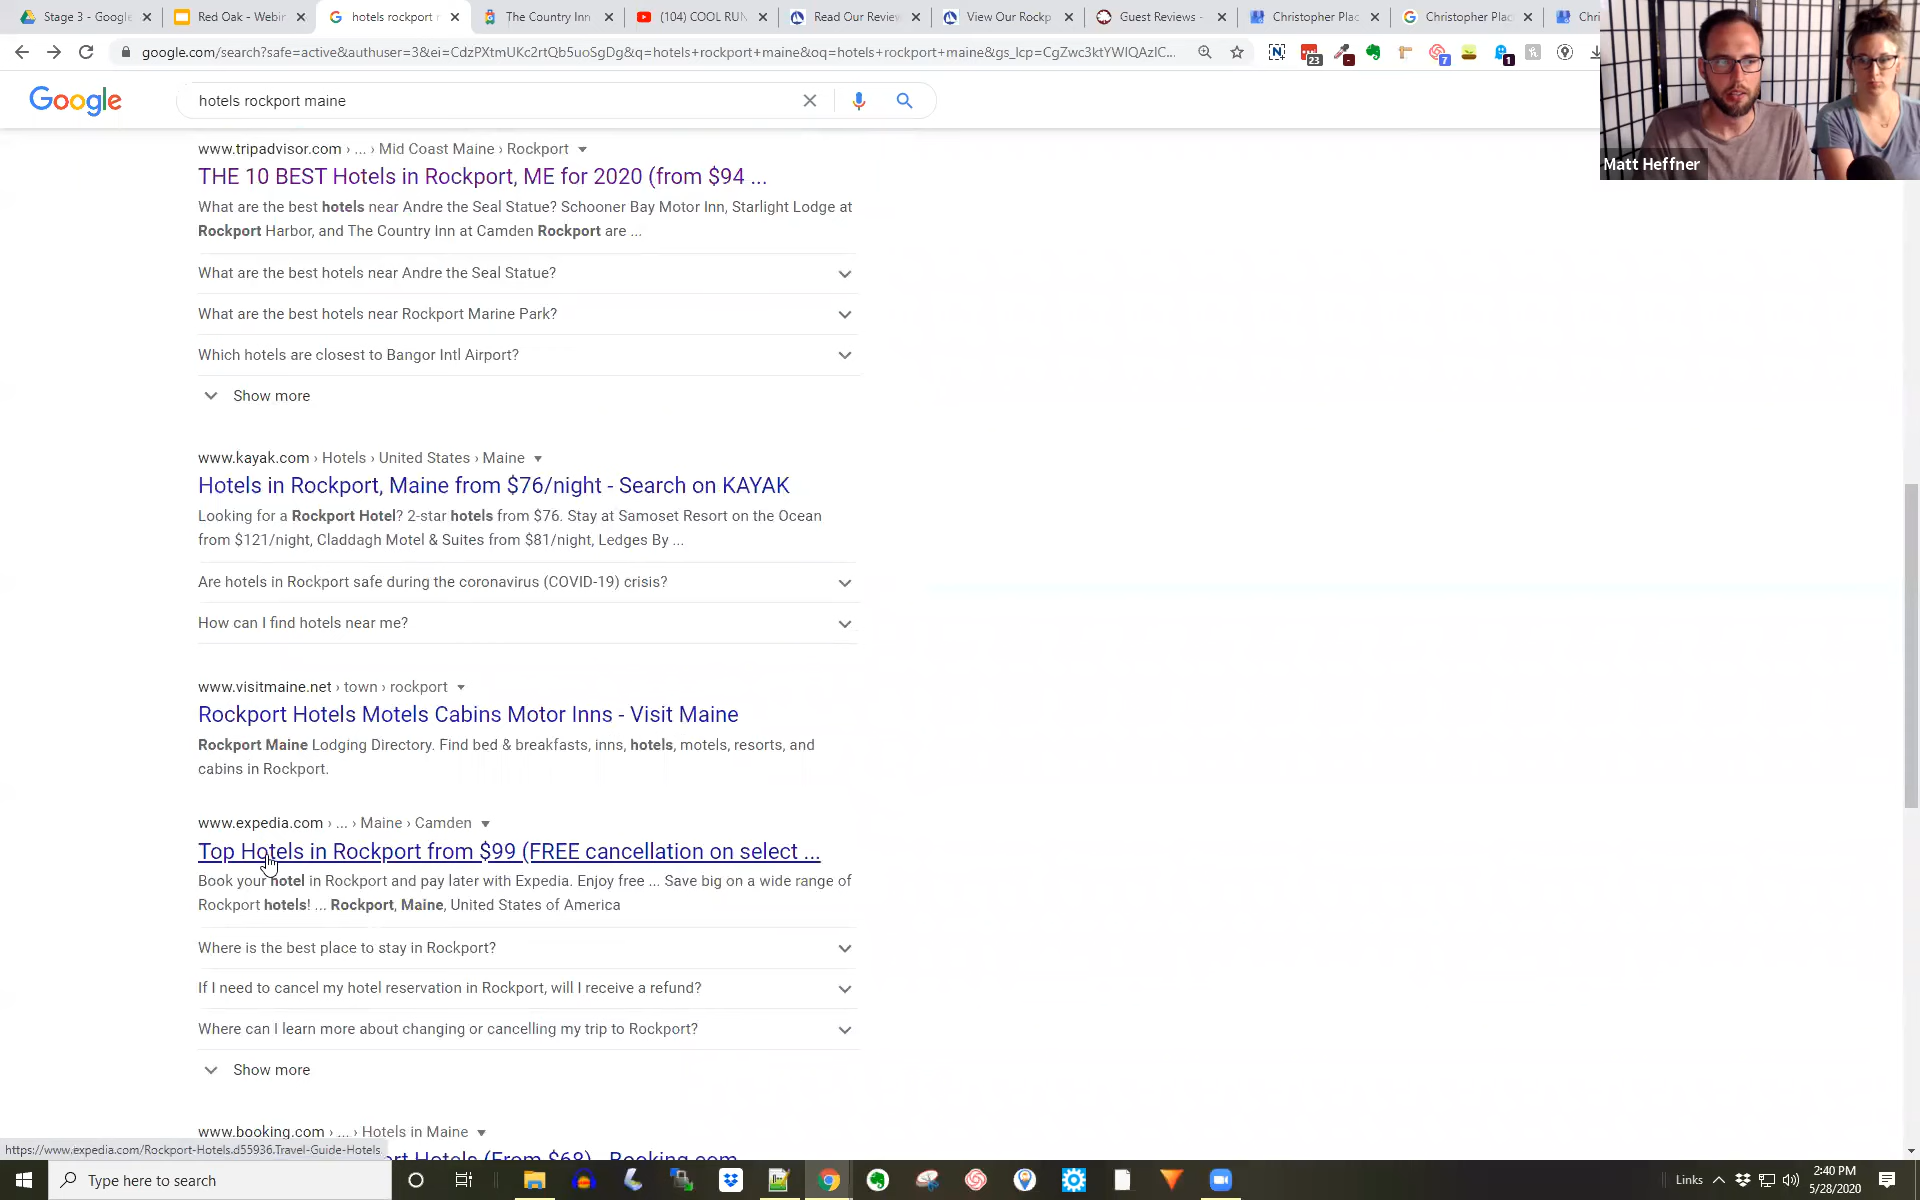 Stage 3 - Google
Red Oak - Webin
hotels rockport r
The Country Inn
(104) COOL RUN
Read Our Review
View Our Rockp
Guest Reviews -
Christopher Plac
Christopher Plac
Chri
google.com/search?safe=active&authuser=3&ei=CdzPXtmUKc2rtQb5uoSgDg&q=hotels+rockport+maine&oq=hotels+rockport+maine&gs_lcp=CgZwc3ktYWIQAzIC...
23
7
1
Google
hotels rockport maine
Matt Heffner
www.tripadvisor.com › ... › Mid Coast Maine › Rockport
THE 10 BEST Hotels in Rockport, ME for 2020 (from $94 ...
What are the best hotels near Andre the Seal Statue? Schooner Bay Motor Inn, Starlight Lodge at
Rockport Harbor, and The Country Inn at Camden Rockport are ...
What are the best hotels near Andre the Seal Statue?
What are the best hotels near Rockport Marine Park?
Which hotels are closest to Bangor Intl Airport?
Show more
www.kayak.com › Hotels › United States › Maine
Hotels in Rockport, Maine from $76/night - Search on KAYAK
Looking for a Rockport Hotel? 2-star hotels from $76. Stay at Samoset Resort on the Ocean
from $121/night, Claddagh Motel & Suites from $81/night, Ledges By ...
Are hotels in Rockport safe during the coronavirus (COVID-19) crisis?
How can I find hotels near me?
www.visitmaine.net › town › rockport
Rockport Hotels Motels Cabins Motor Inns - Visit Maine
Rockport Maine Lodging Directory. Find bed & breakfasts, inns, hotels, motels, resorts, and
cabins in Rockport.
www.expedia.com › ... › Maine › Camden
Top Hotels in Rockport from $99 (FREE cancellation on select ...
Book your hotel in Rockport and pay later with Expedia. Enjoy free ... Save big on a wide range of
Rockport hotels! ... Rockport, Maine, United States of America
Where is the best place to stay in Rockport?
If I need to cancel my hotel reservation in Rockport, will I receive a refund?
Where can I learn more about changing or cancelling my trip to Rockport?
Show more
www.booking.com › ... › Hotels in Maine
https://www.expedia.com/Rockport-Hotels.d55936.Travel-Guide-Hotels
rt Hotels (From $68) - Booking.com
Type here to search
Links
2:40 PM
5/28/2020